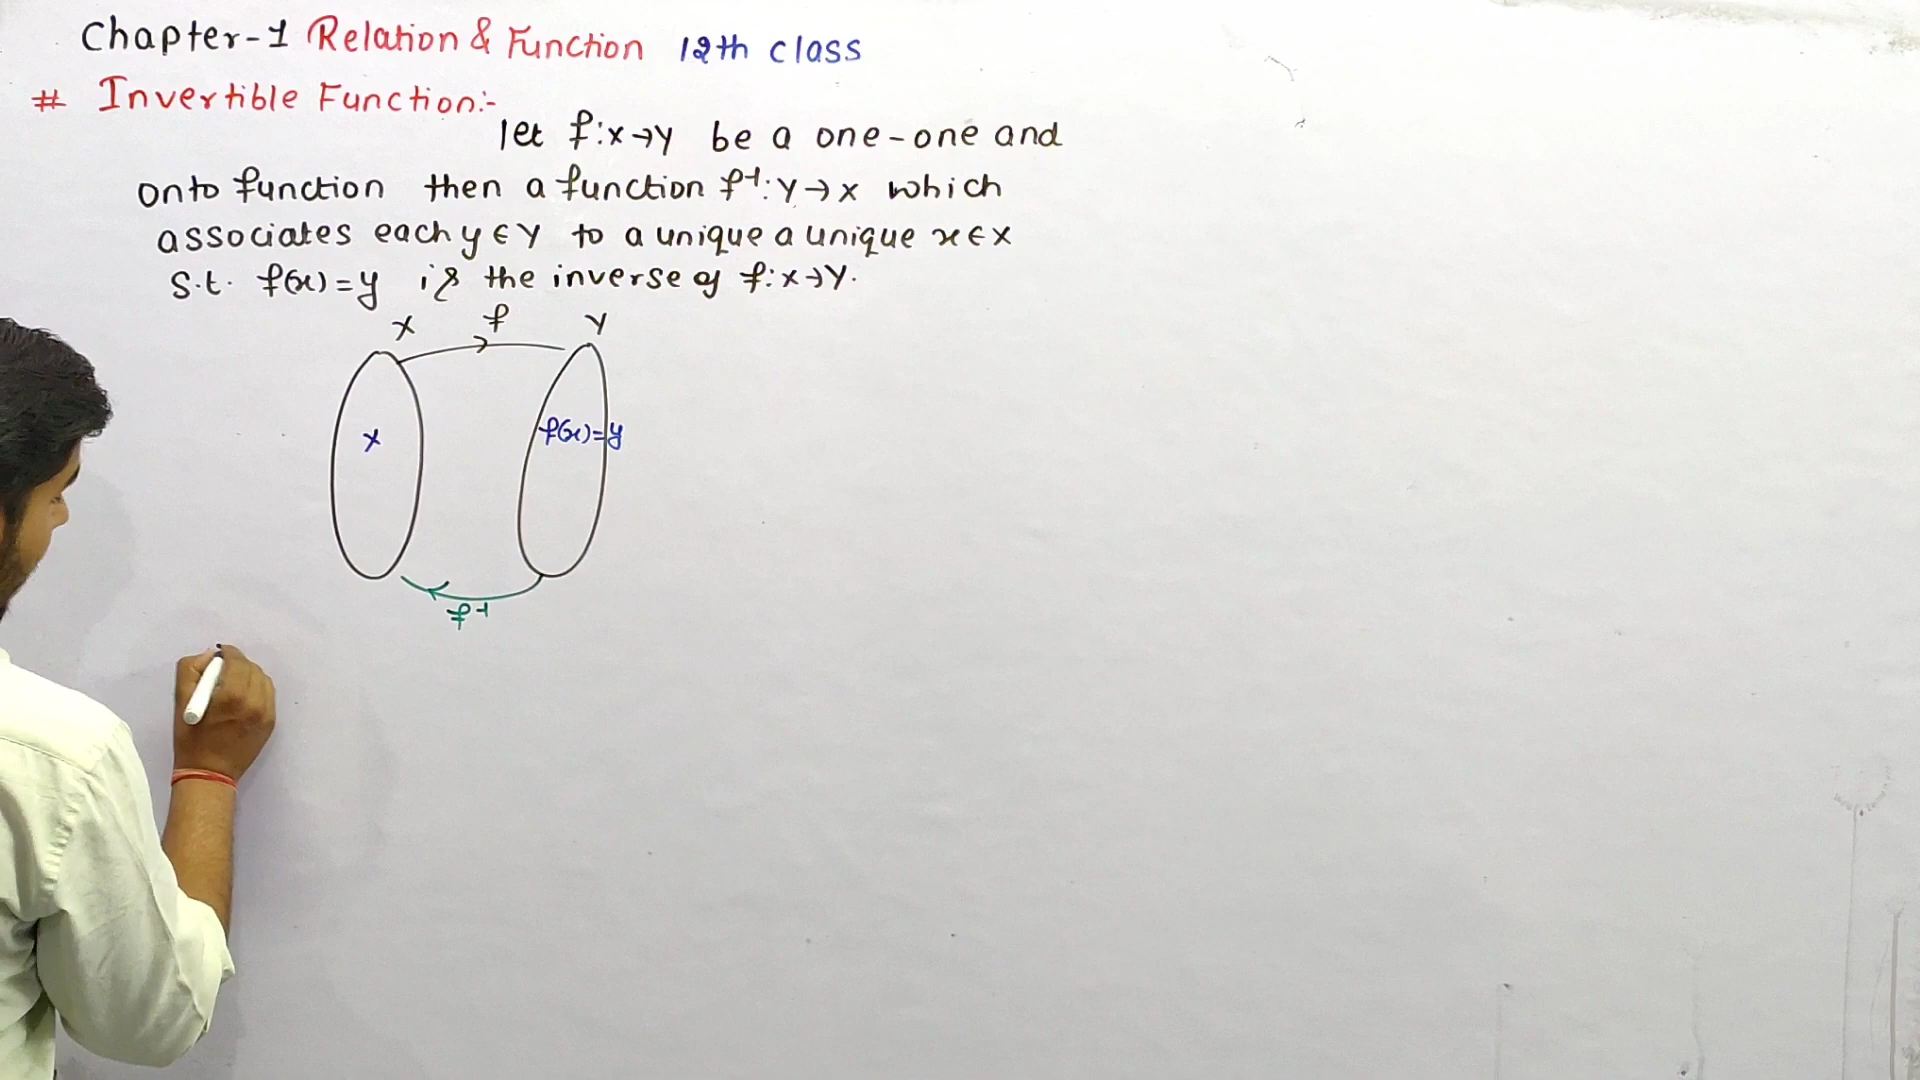 Chapter-1 Relation & Function 12th class
# Invertible Function:-
let f:x→y be a one-one and
onto function then a function f⁻¹:y→x which
associates each y∈Y to a unique a unique x∈X
S.t. f(x)=y is the inverse of f:x→y.
X f Y
x f(x)=y
f⁻¹